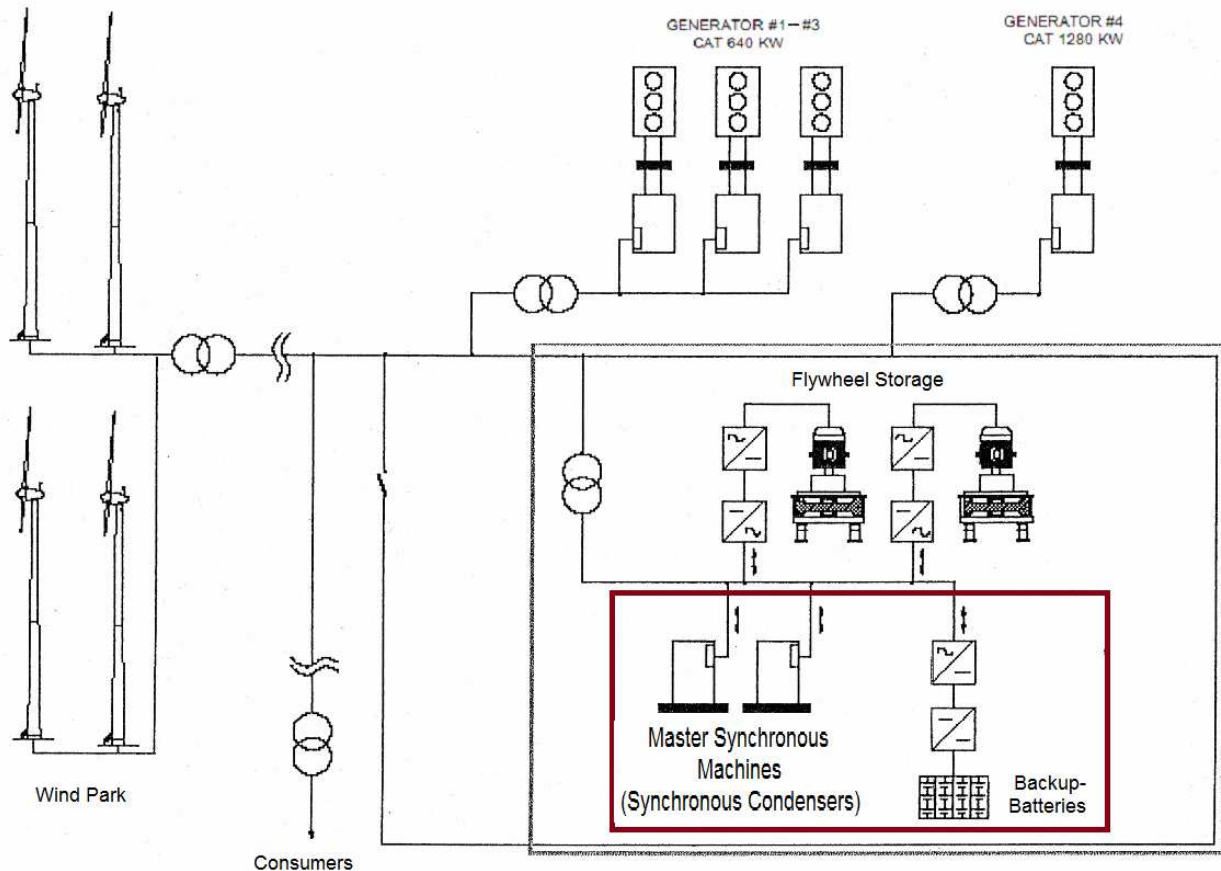 GENERATOR #1–#3
CAT 640 KW
GENERATOR #4
CAT 1280 KW
Flywheel Storage
Master Synchronous
Machines
(Synchronous Condensers)
Backup-
Batteries
Wind Park
Consumers